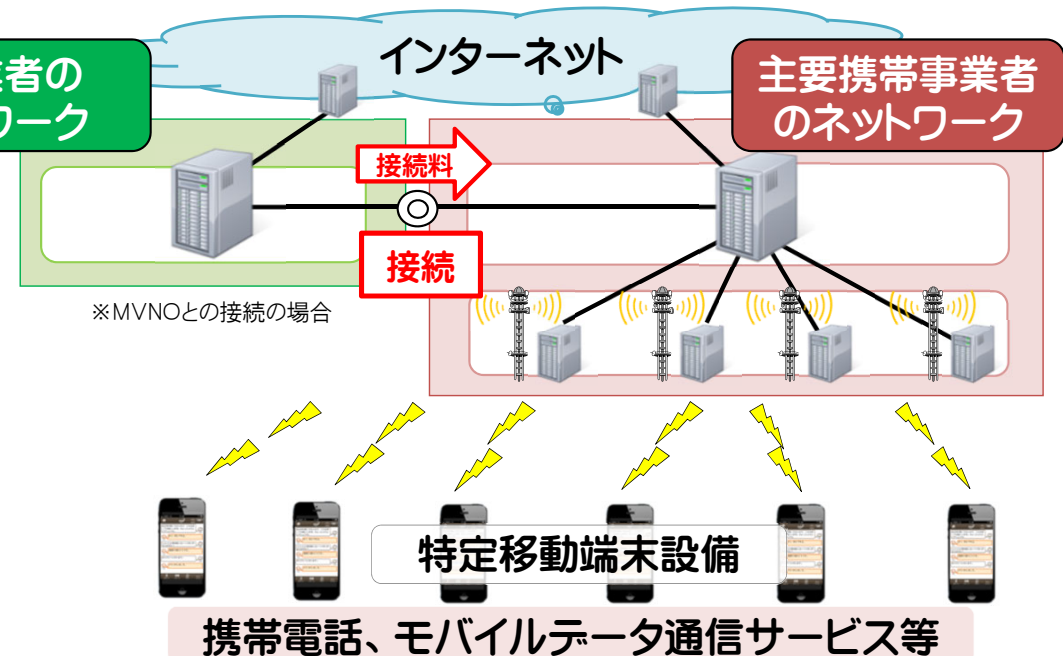 インターネット
業者の
ワーク
主要携帯事業者
のネットワーク
接続料
接続
※MVNOとの接続の場合
特定移動端末設備
携帯電話、モバイルデータ通信サービス等